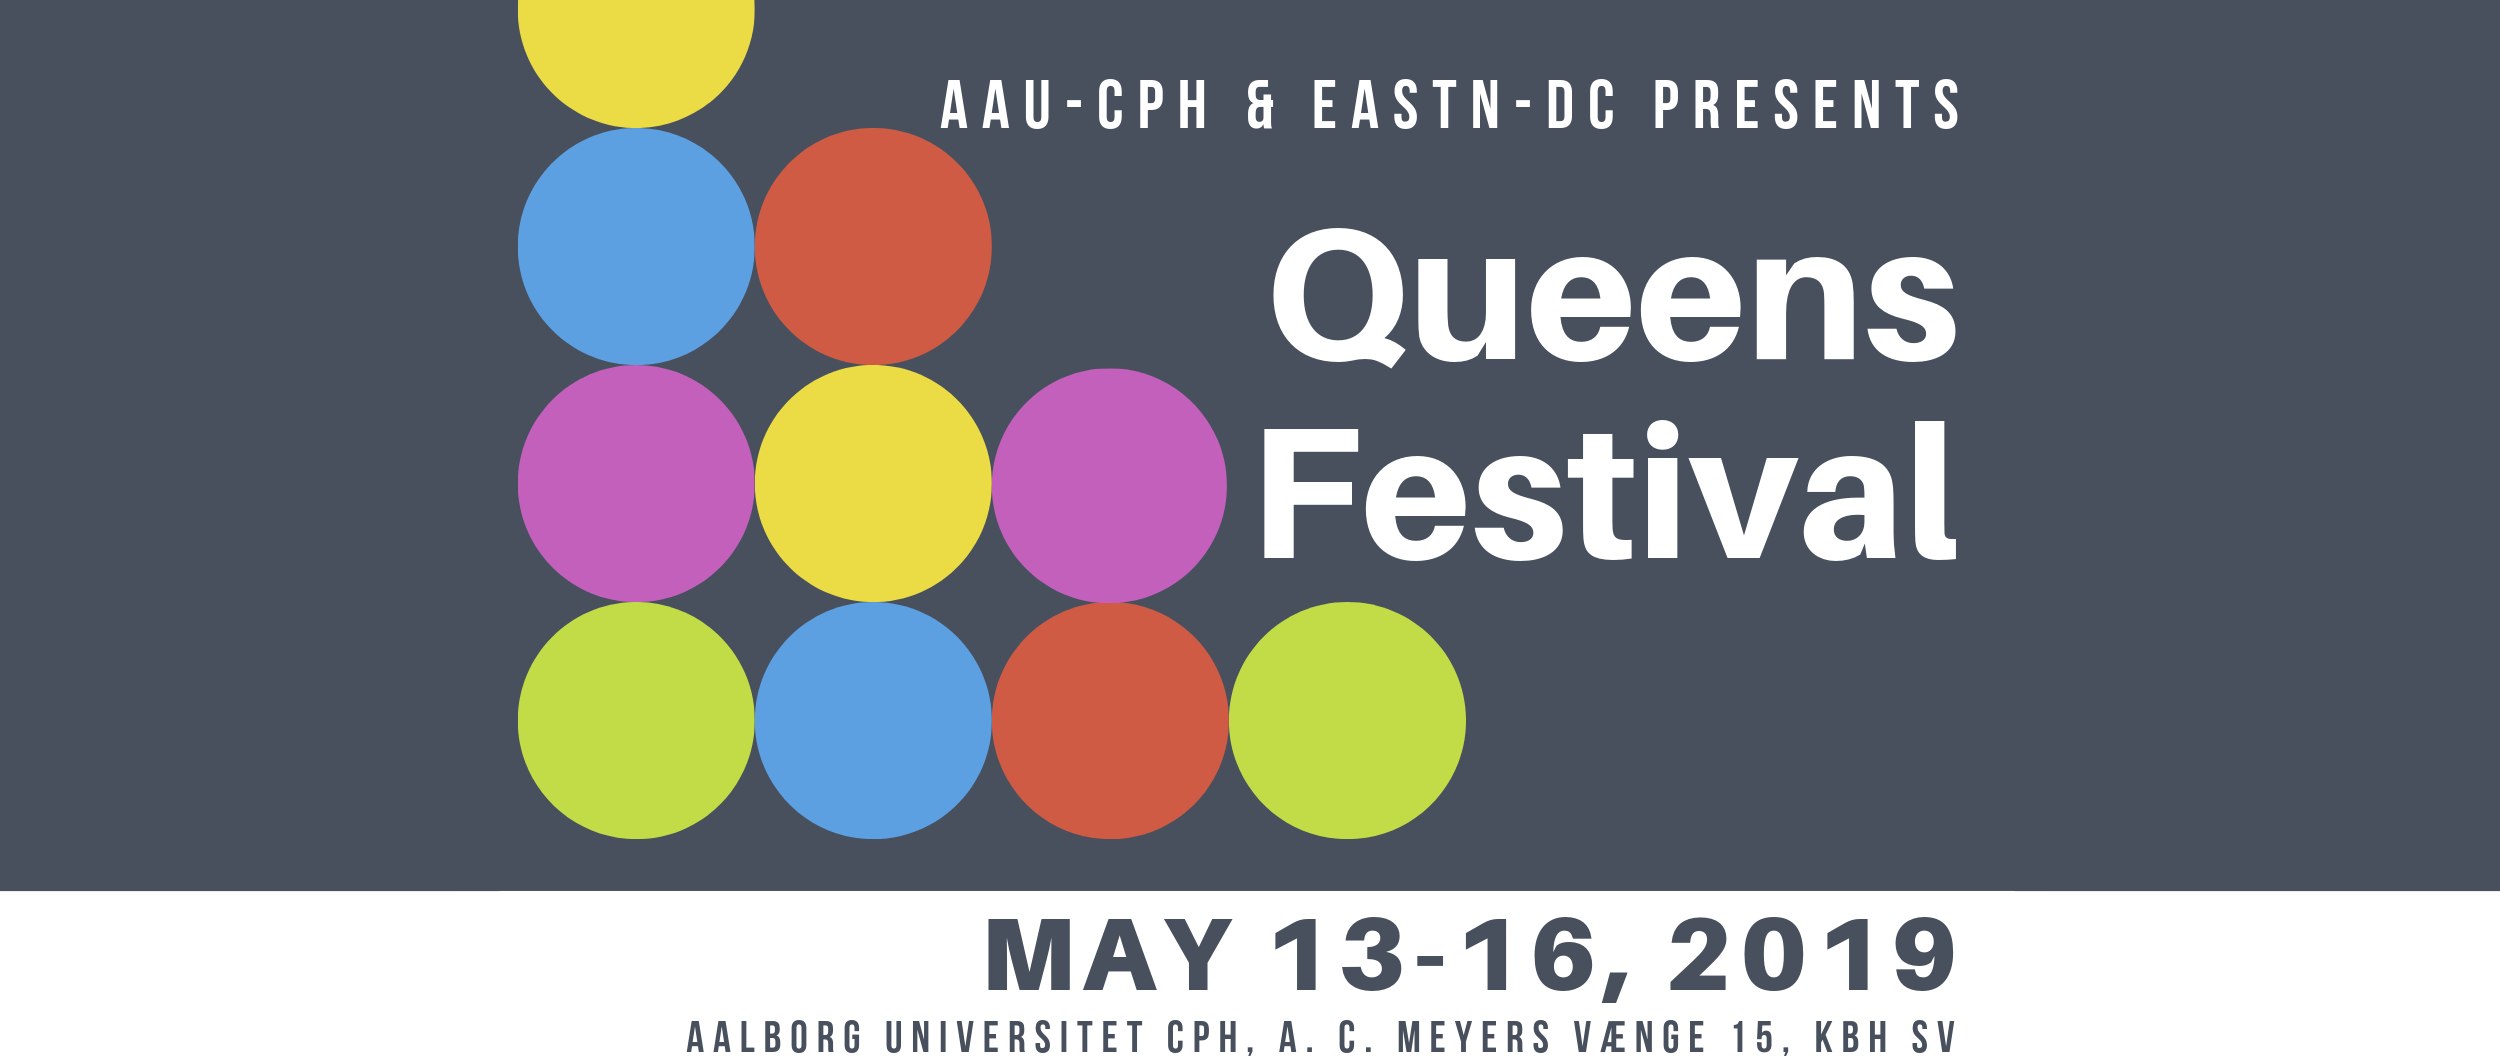 AAU-CPH & EASTN-DC PRESENTS
Queens
Festival
MAY 13-16, 2019
AALBORG UNIVERSITET CPH, A. C. MEYERS VÆNGE 15, KBH SV